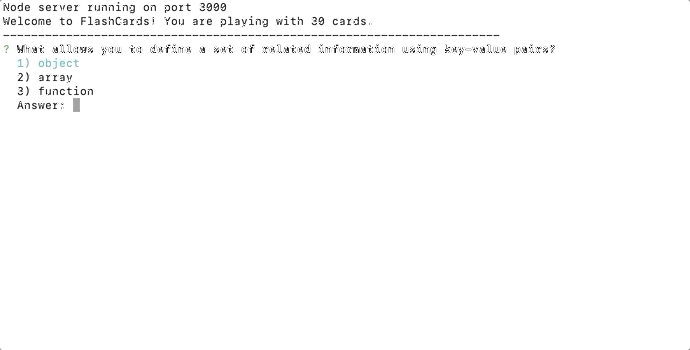 Node server running on port 3000
Welcome to FlashCards! You are playing with 30 cards.
-----------------------------------------------------------------------
? What allows you to define a set of related information using key-value pairs?
1) object
2) array
3) function
Answer: